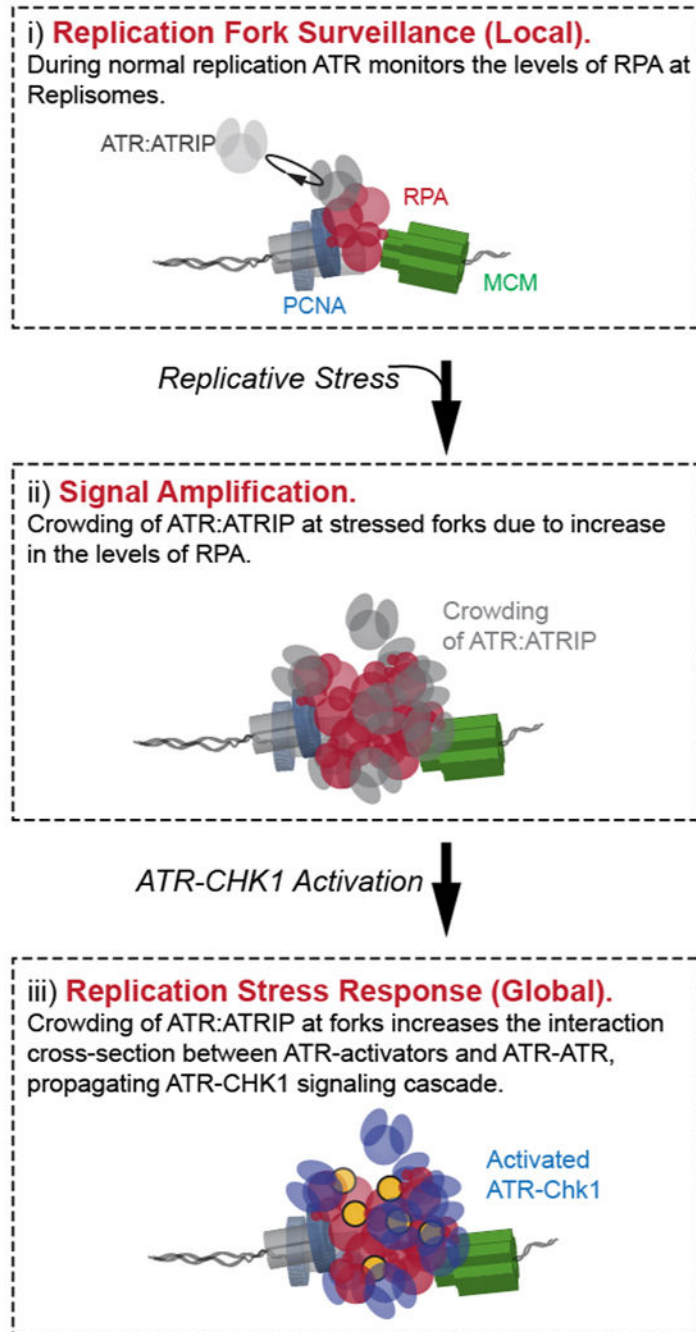 i) Replication Fork Surveillance (Local).
During normal replication ATR monitors the levels of RPA at
Replisomes.
ATR:ATRIP
RPA
PCNA
MCM
Replicative Stress
ii) Signal Amplification.
Crowding of ATR:ATRIP at stressed forks due to increase
in the levels of RPA.
Crowding
of ATR:ATRIP
ATR-CHK1 Activation
iii) Replication Stress Response (Global).
Crowding of ATR:ATRIP at forks increases the interaction
cross-section between ATR-activators and ATR-ATR,
propagating ATR-CHK1 signaling cascade.
Activated
ATR-Chk1